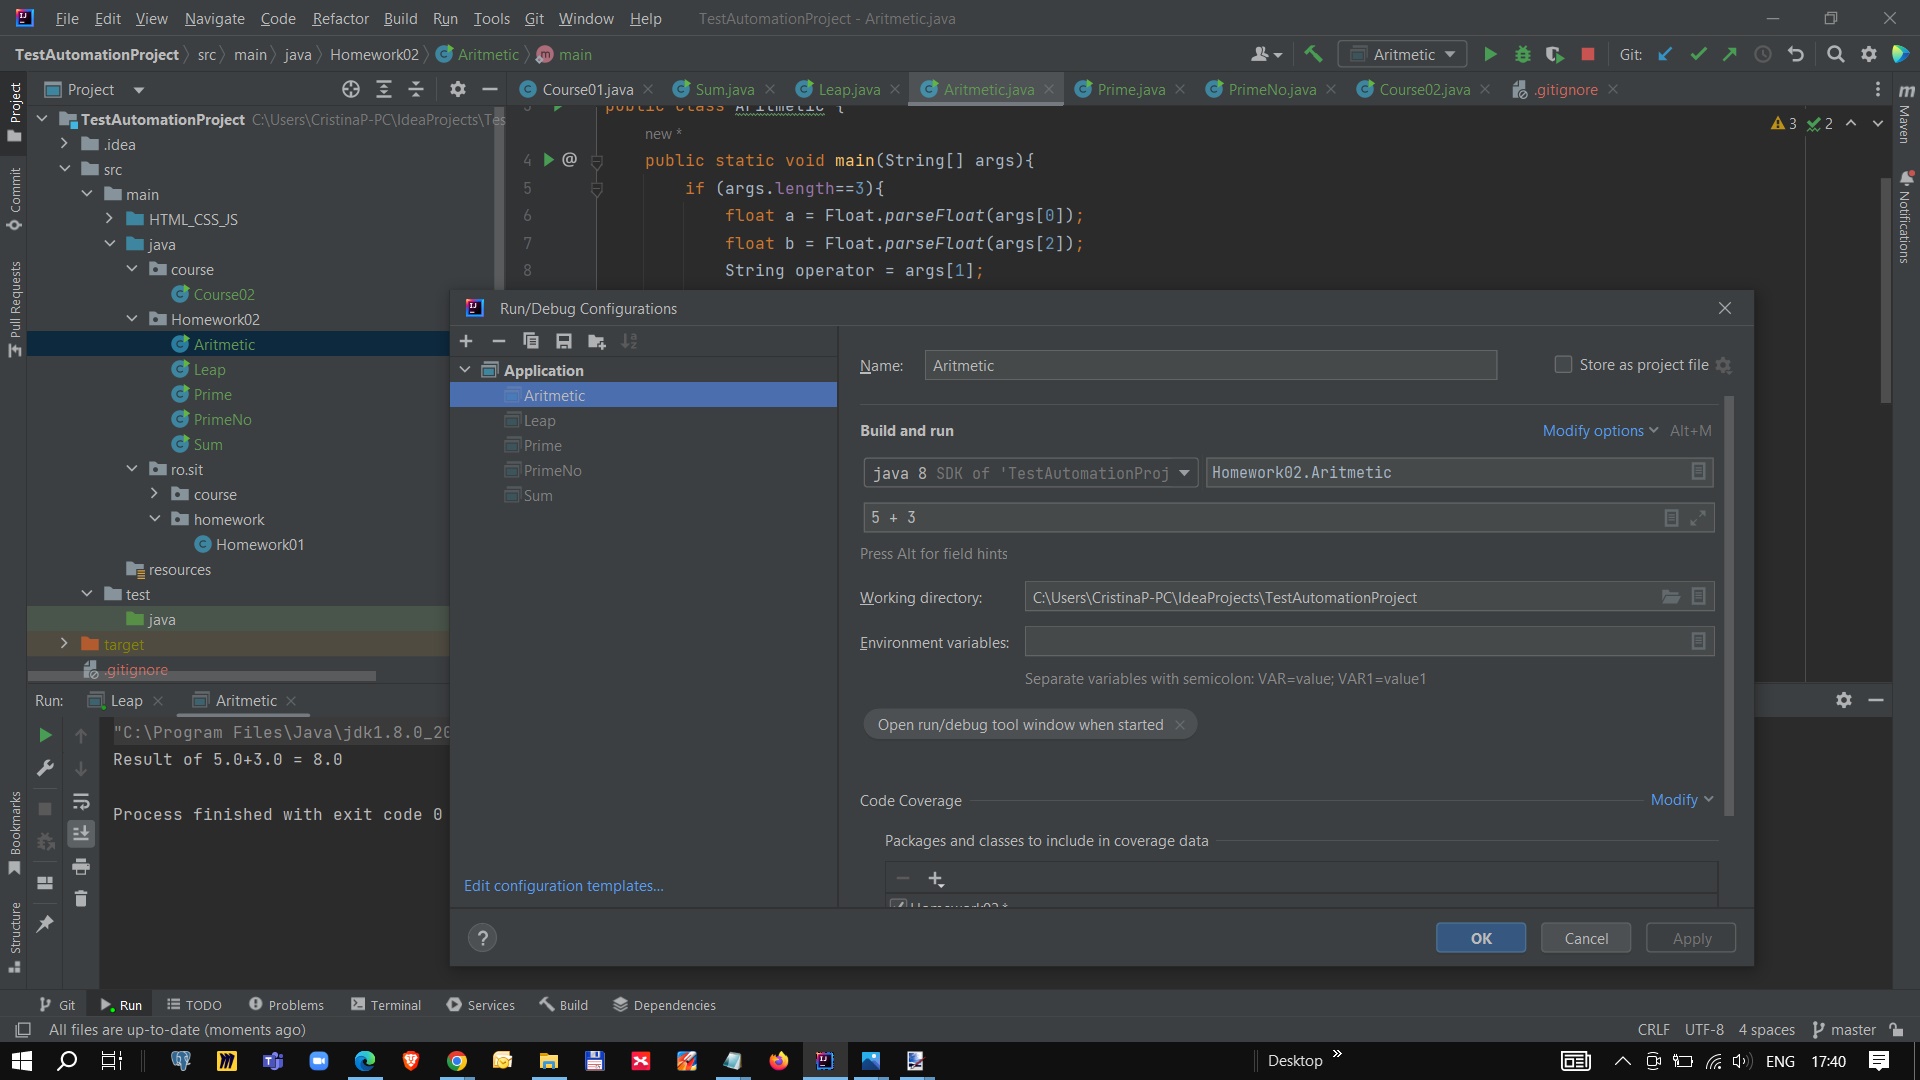 File Edit View Navigate Code Refactor Build Run Tools Git Window Help TestAutomationProject - Aritmetic.java
TestAutomationProject src main java Homework02 Aritmetic main
Aritmetic
Git:
Project
Course01.java Sum.java Leap.java Aritmetic.java Prime.java PrimeNo.java Course02.java .gitignore
TestAutomationProject C:\Users\CristinaP-PC\IdeaProjects\Tes
.idea
src
main
HTML_CSS_JS
java
course
Course02
Homework02
Aritmetic
Leap
Prime
PrimeNo
Sum
ro.sit
course
homework
Homework01
resources
test
java
target
.gitignore
3 public class Aritmetic {
new *
4 @ public static void main(String[] args){
5 if (args.length==3){
6 float a = Float.parseFloat(args[0]);
7 float b = Float.parseFloat(args[2]);
8 String operator = args[1];
3 2
Project
Commit
Pull Requests
Bookmarks
Structure
m
Maven
Notifications
Run/Debug Configurations
Application
Aritmetic
Leap
Prime
PrimeNo
Sum
Edit configuration templates...
Name: Aritmetic
Store as project file
Build and run
Modify options Alt+M
java 8 SDK of 'TestAutomationProj
Homework02.Aritmetic
5 + 3
Press Alt for field hints
Working directory: C:\Users\CristinaP-PC\IdeaProjects\TestAutomationProject
Environment variables:
Separate variables with semicolon: VAR=value; VAR1=value1
Open run/debug tool window when started
Code Coverage Modify
Packages and classes to include in coverage data
Homework02.*
? OK Cancel Apply
Run: Leap Aritmetic
"C:\Program Files\Java\jdk1.8.0_20
Result of 5.0+3.0 = 8.0
Process finished with exit code 0
Git Run TODO Problems Terminal Services Build Dependencies
All files are up-to-date (moments ago)
CRLF UTF-8 4 spaces master
Desktop » ENG 17:40